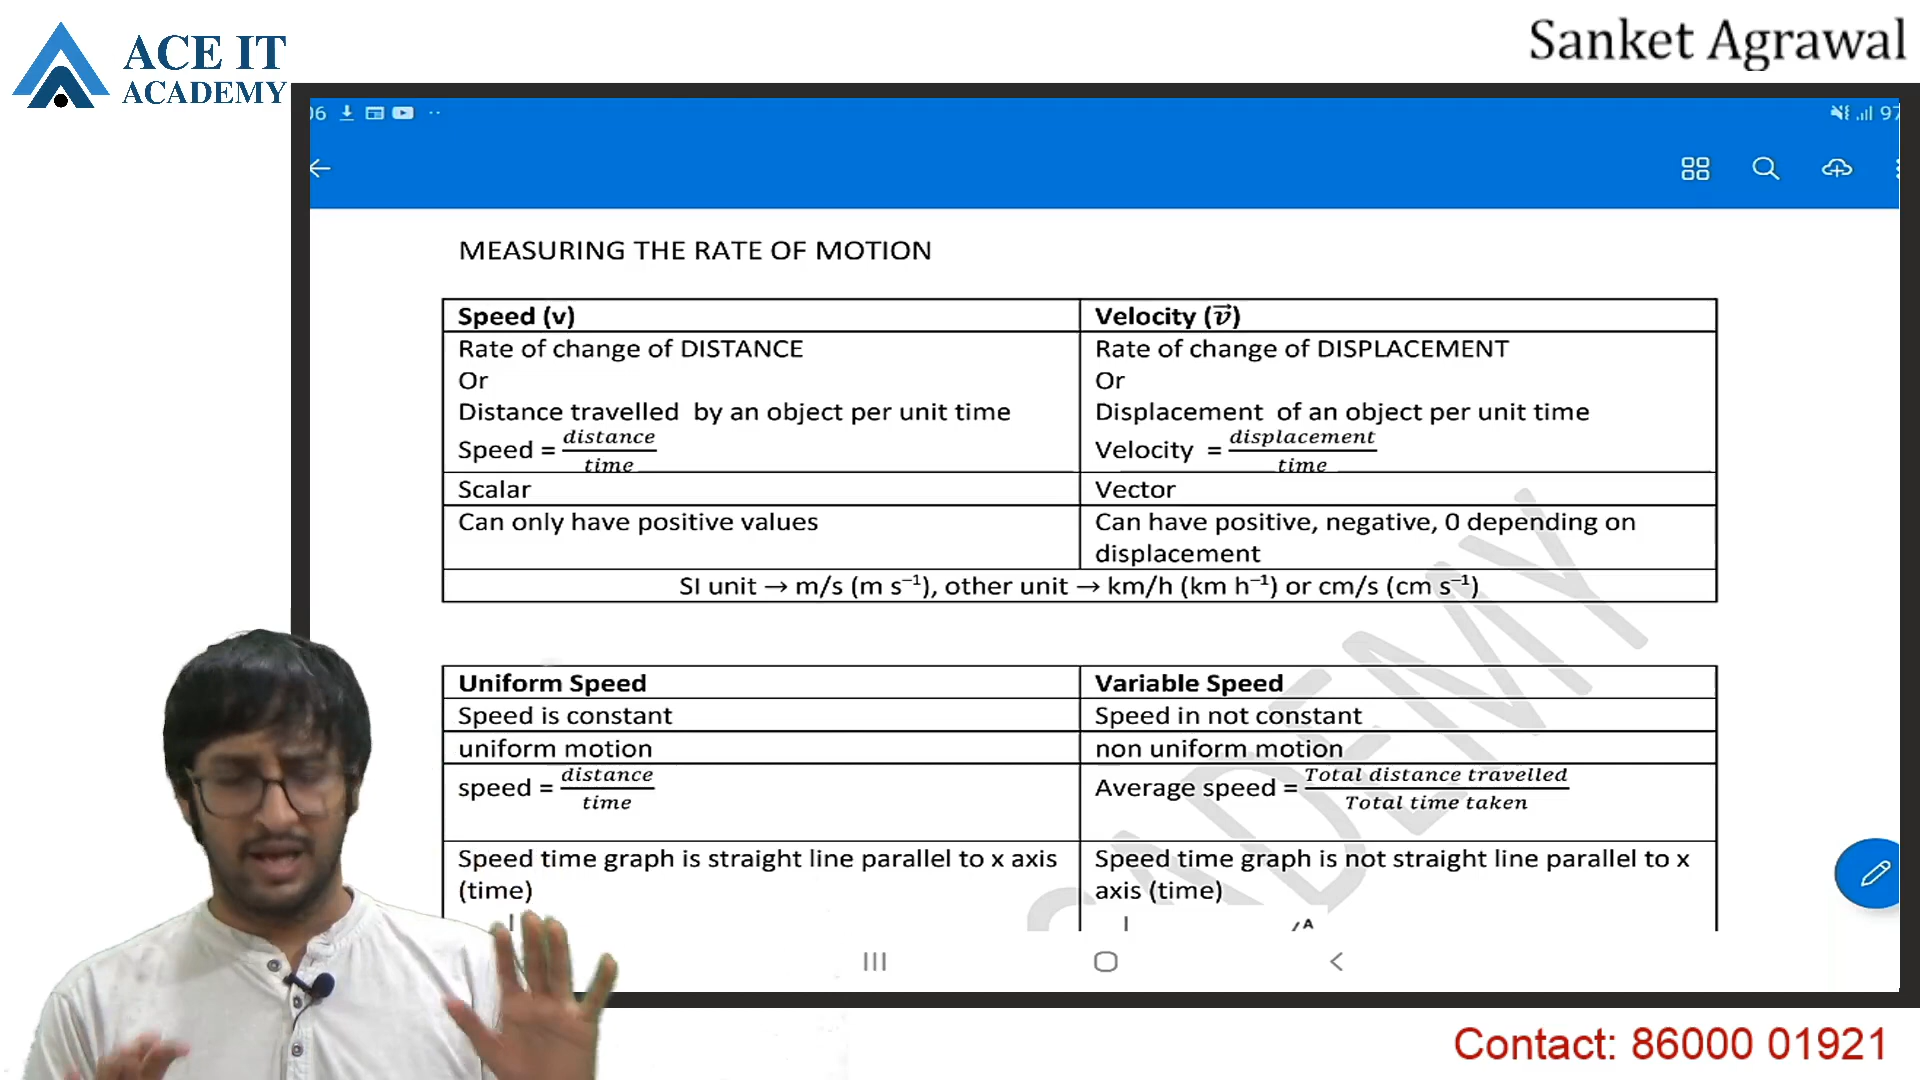 ACE IT
ACADEMY
Sanket Agrawal
97
MEASURING THE RATE OF MOTION
Speed (v)
Velocity (v⃗)
Rate of change of DISTANCE
Or
Distance travelled by an object per unit time
Speed = distance/time
Rate of change of DISPLACEMENT
Or
Displacement of an object per unit time
Velocity = displacement/time
Scalar
Vector
Can only have positive values
Can have positive, negative, 0 depending on
displacement
SI unit → m/s (m s⁻¹), other unit → km/h (km h⁻¹) or cm/s (cm s⁻¹)
Uniform Speed
Variable Speed
Speed is constant
Speed in not constant
uniform motion
non uniform motion
speed = distance/time
Average speed = Total distance travelled/Total time taken
Speed time graph is straight line parallel to x axis
(time)
Speed time graph is not straight line parallel to x
axis (time)
A
Contact: 86000 01921